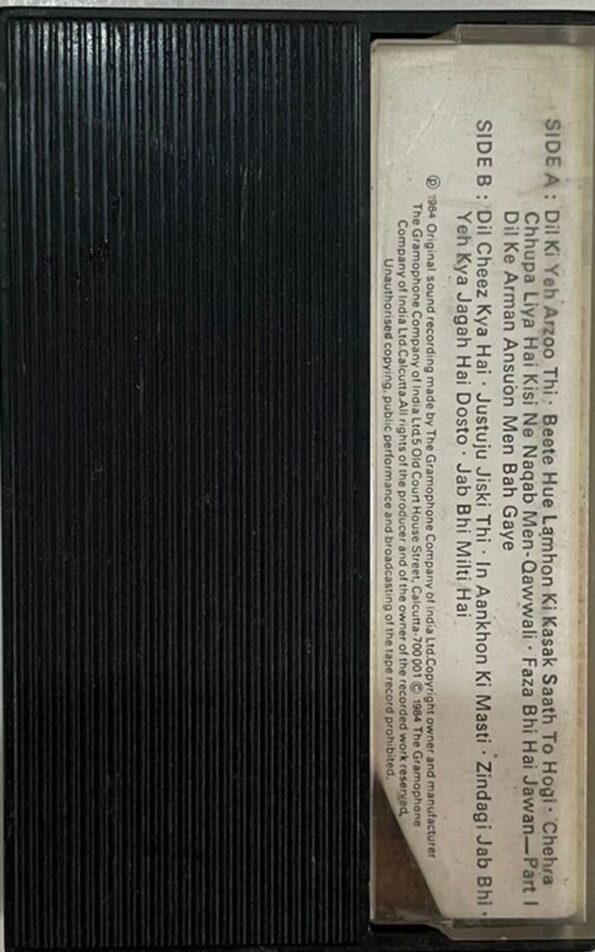 SIDE A : Dil Ki Yeh Arzoo Thi · Beete Hue Lamhon Ki Kasak Saath To Hogi · Chehra
Chhupa Liya Hai Kisi Ne Naqab Men-Qawwali · Faza Bhi Hai Jawan—Part I
Dil Ke Arman Ansuon Men Bah Gaye
SIDE B : Dil Cheez Kya Hai · Justuju Jiski Thi · In Aankhon Ki Masti · Zindagi Jab Bhi ·
Yeh Kya Jagah Hai Dosto · Jab Bhi Milti Hai
℗ 1984 Original sound recording made by The Gramophone Company of India Ltd.Copyright owner and manufacturer
The Gramophone Company of India Ltd.5 Old Court House Street, Calcutta-700 001 © 1984 The Gramophone
Company of India Ltd.Calcutta.All rights of the producer and of the owner of the recorded work reserved.
Unauthorised copying, public performance and broadcasting of the tape record prohibited.